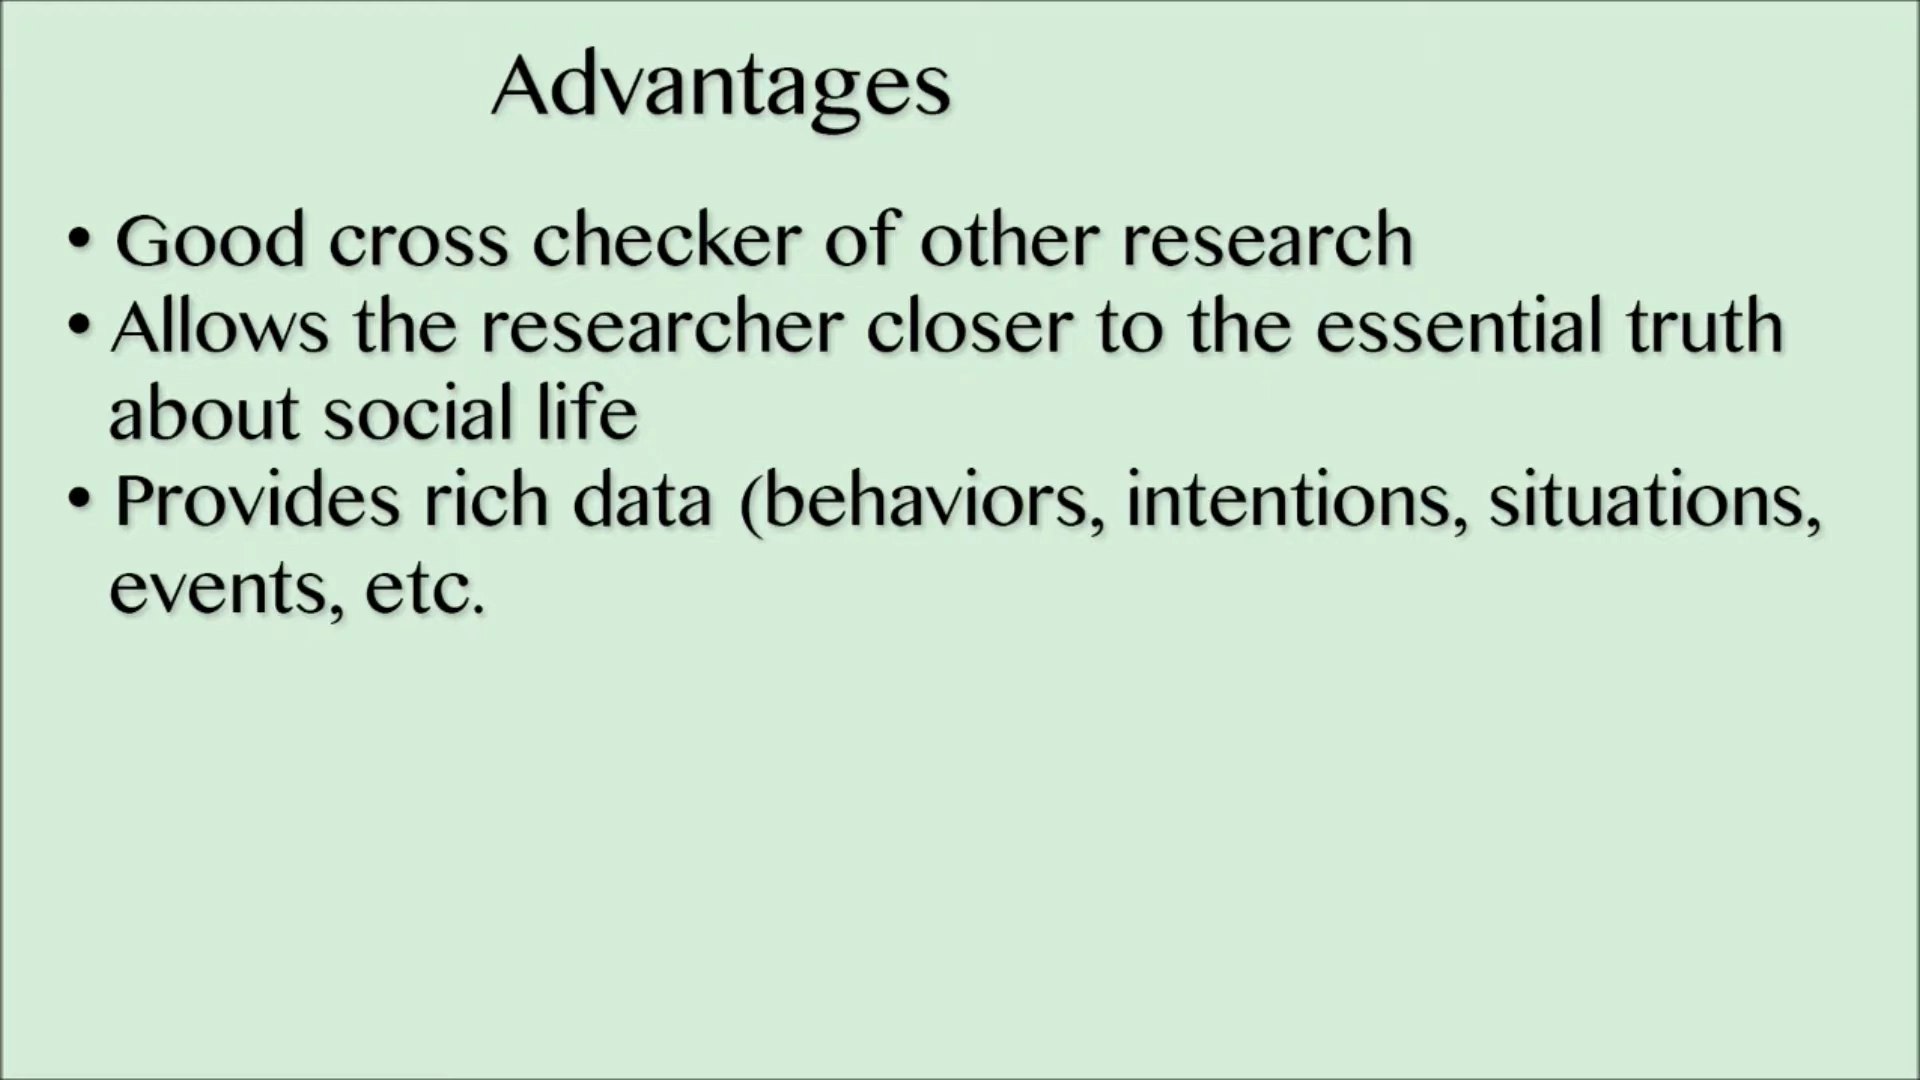 Advantages
• Good cross checker of other research
• Allows the researcher closer to the essential truth
about social life
• Provides rich data (behaviors, intentions, situations,
events, etc.